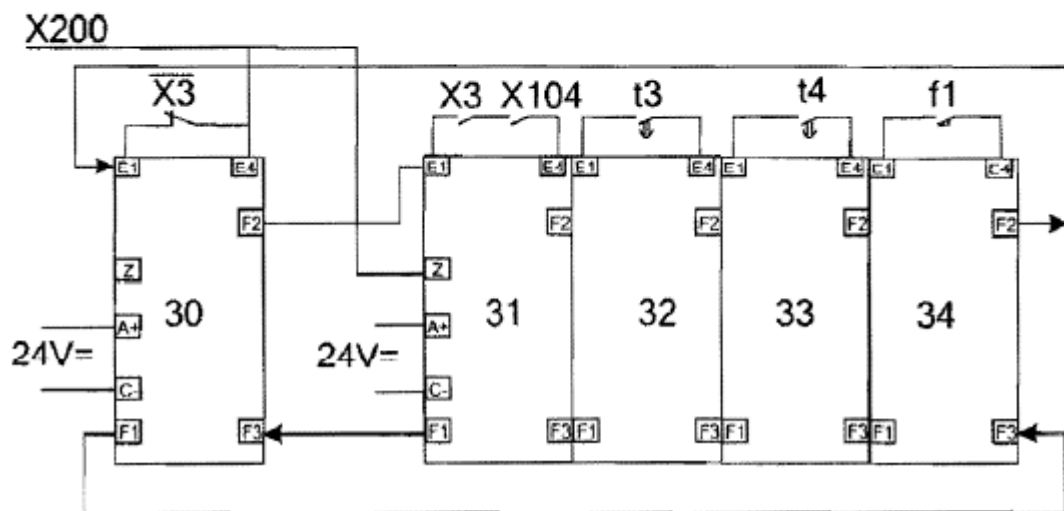 X200
X3 X3 X104 t3 t4 f1
E1 E4 E1 E4 E1 E4 E1 E4 E1 E4
F2 F2 F2 F2 F2
Z Z
30 31 32 33 34
A+ A+
24V= 24V=
C- C-
F1 F3 F1 F3 F1 F3 F1 F3 F1 F3